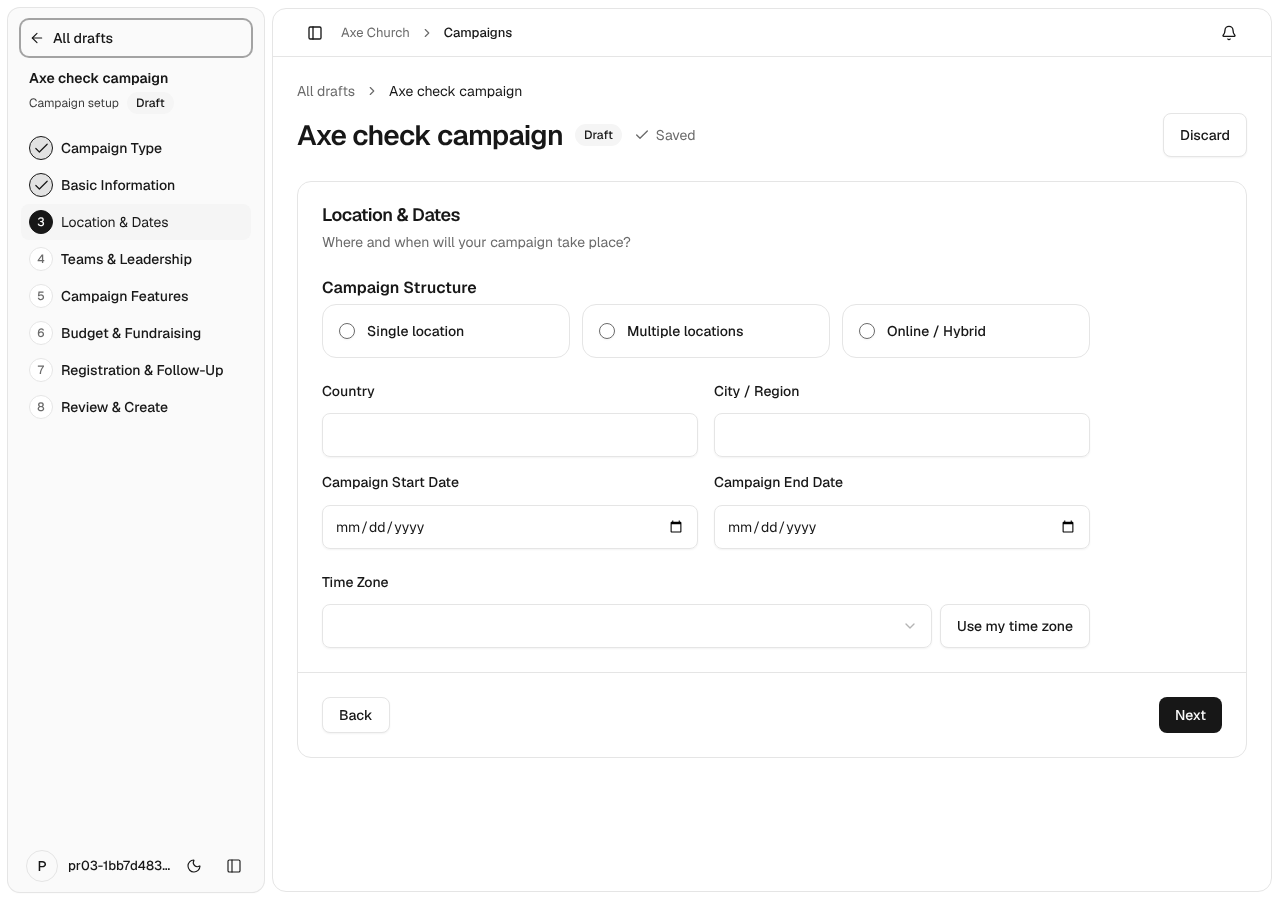 All drafts
Axe check campaign
Campaign setup Draft
Campaign Type
Basic Information
3 Location & Dates
4 Teams & Leadership
5 Campaign Features
6 Budget & Fundraising
7 Registration & Follow-Up
8 Review & Create
P pr03-1bb7d483…
Axe Church Campaigns
All drafts Axe check campaign
Axe check campaign Draft Saved Discard
Location & Dates
Where and when will your campaign take place?
Campaign Structure
Single location Multiple locations Online / Hybrid
Country City / Region
Campaign Start Date Campaign End Date
mm/dd/yyyy mm/dd/yyyy
Time Zone
Use my time zone
Back Next